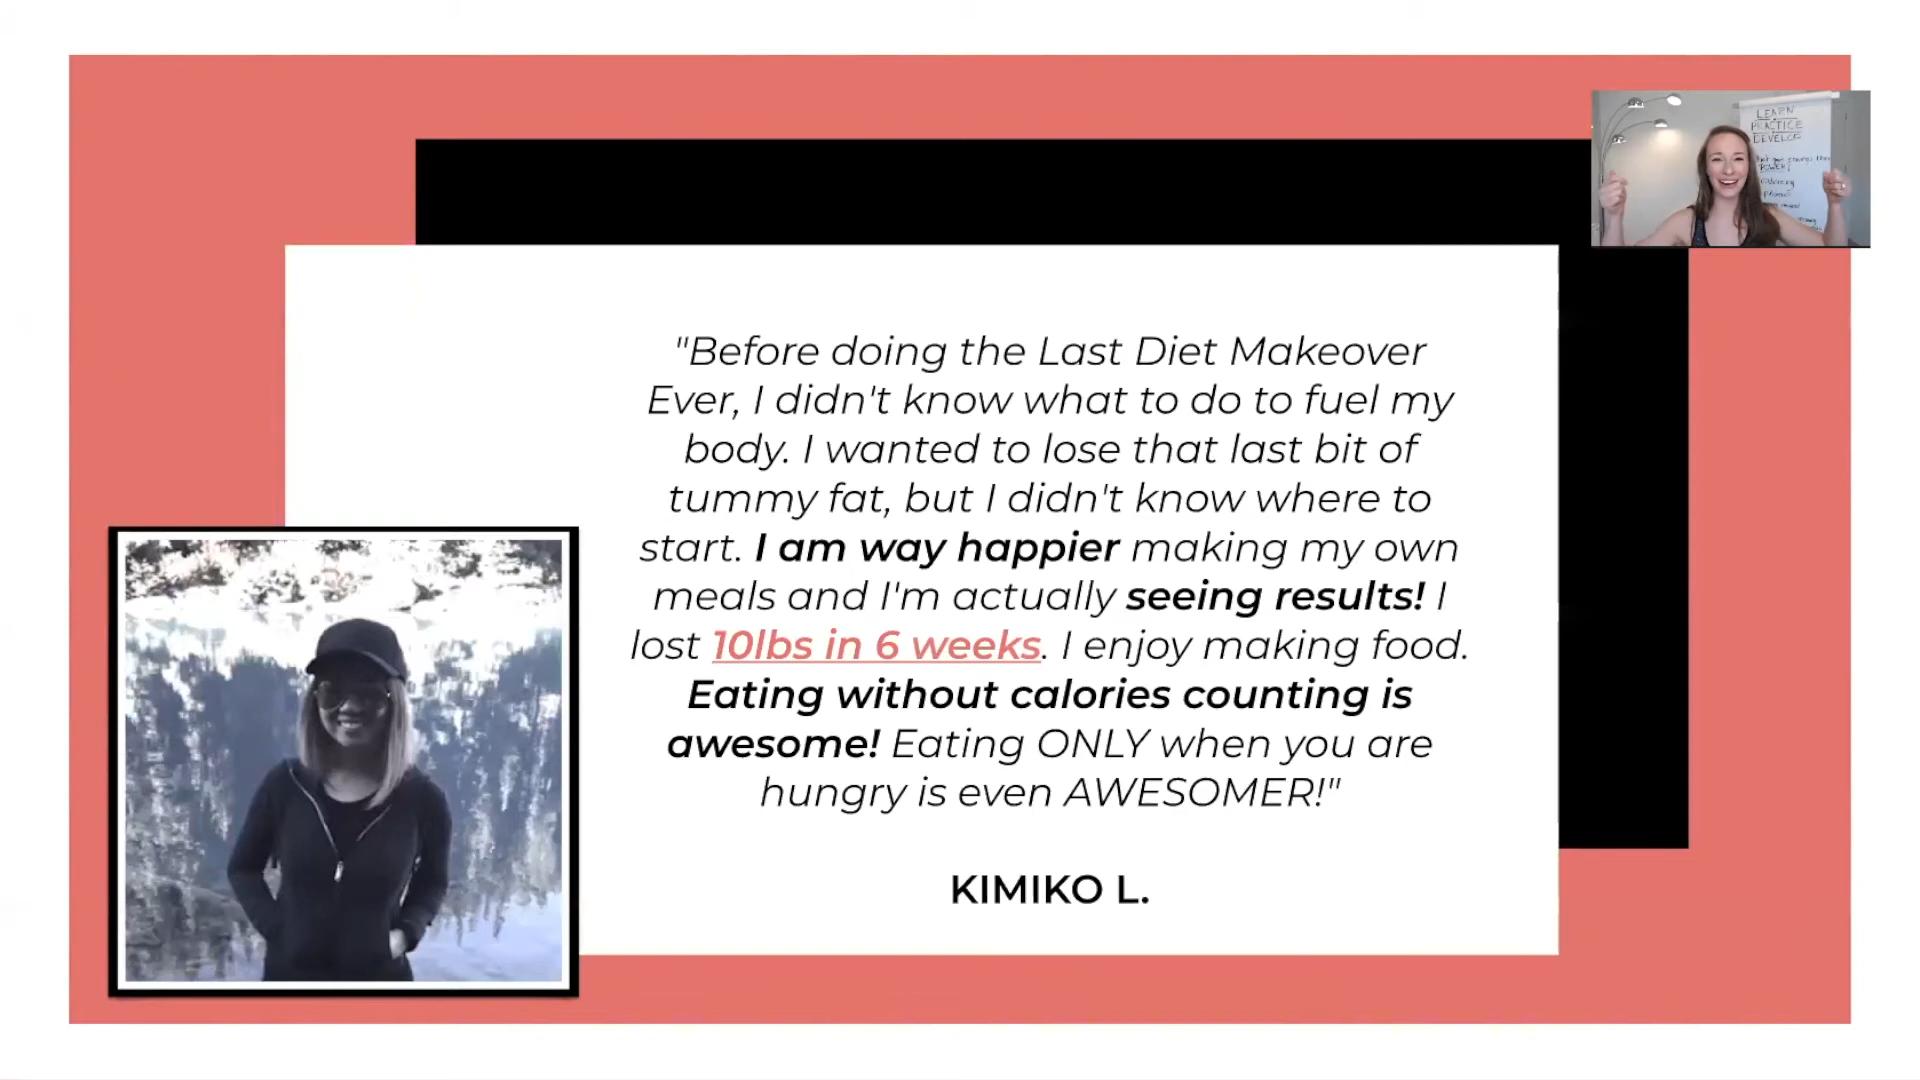 "Before doing the Last Diet Makeover
Ever, I didn't know what to do to fuel my
body. I wanted to lose that last bit of
tummy fat, but I didn't know where to
start. I am way happier making my own
meals and I'm actually seeing results! I
lost 10lbs in 6 weeks. I enjoy making food.
Eating without calories counting is
awesome! Eating ONLY when you are
hungry is even AWESOMER!"
KIMIKO L.
LEARN
PRACTICE
DEVELOP
POWER?